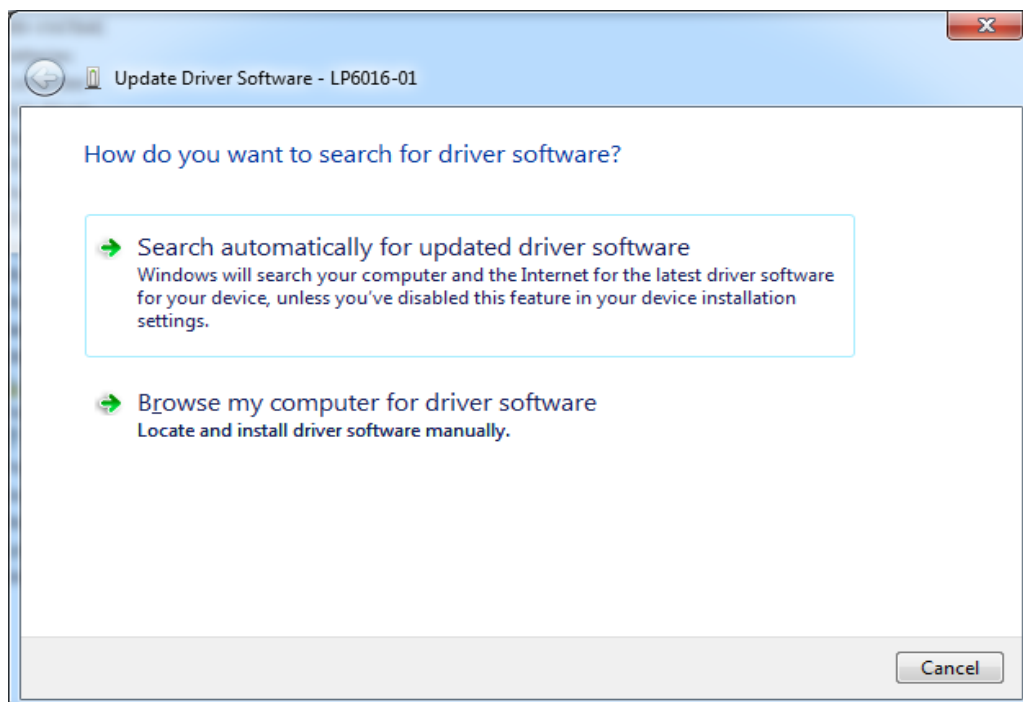 Update Driver Software - LP6016-01
How do you want to search for driver software?
Search automatically for updated driver software
Windows will search your computer and the Internet for the latest driver software
for your device, unless you've disabled this feature in your device installation
settings.
Browse my computer for driver software
Locate and install driver software manually.
Cancel